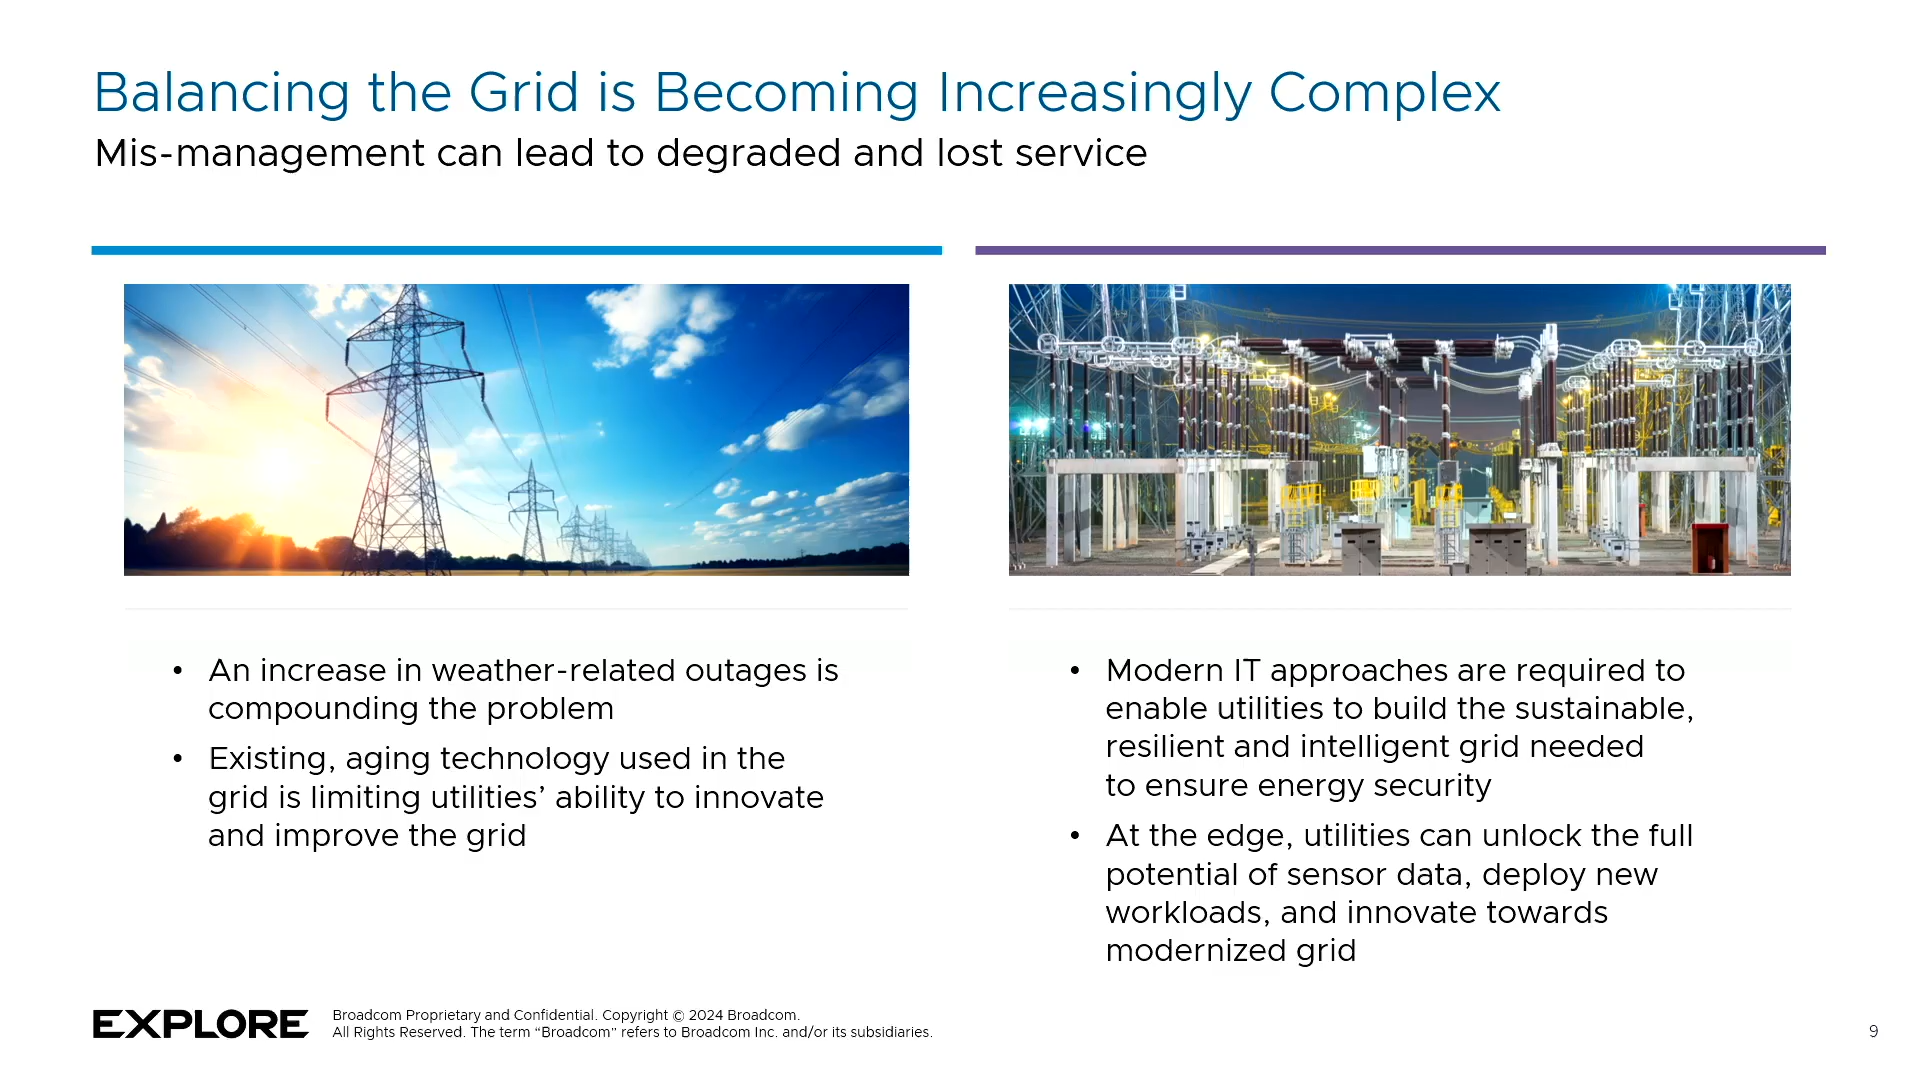 Balancing the Grid is Becoming Increasingly Complex
Mis-management can lead to degraded and lost service
• An increase in weather-related outages is
compounding the problem
• Existing, aging technology used in the
grid is limiting utilities’ ability to innovate
and improve the grid
• Modern IT approaches are required to
enable utilities to build the sustainable,
resilient and intelligent grid needed
to ensure energy security
• At the edge, utilities can unlock the full
potential of sensor data, deploy new
workloads, and innovate towards
modernized grid
EXPLORE
Broadcom Proprietary and Confidential. Copyright © 2024 Broadcom.
All Rights Reserved. The term “Broadcom” refers to Broadcom Inc. and/or its subsidiaries.
9